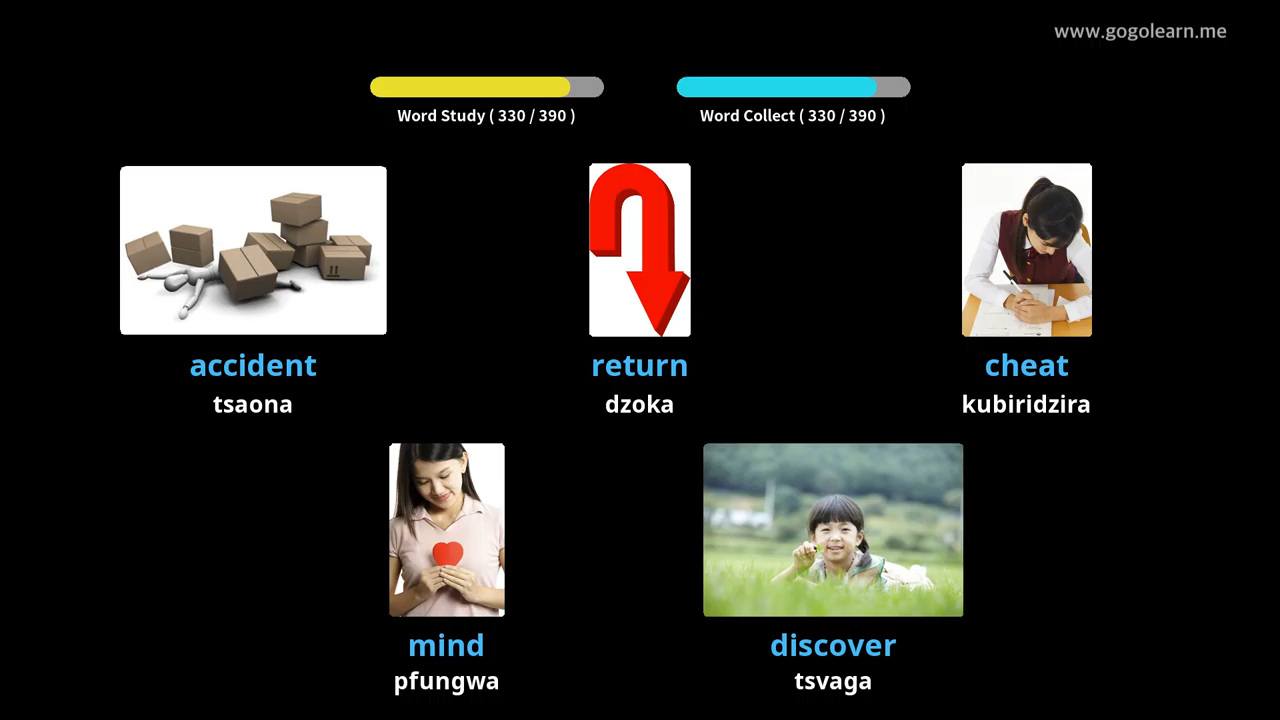 www.gogolearn.me
Word Study ( 330 / 390 )
Word Collect ( 330 / 390 )
accident
tsaona
return
dzoka
cheat
kubiridzira
mind
pfungwa
discover
tsvaga